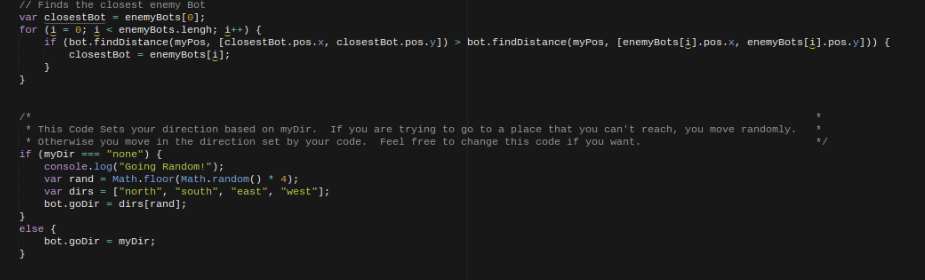 // Finds the closest enemy Bot
var closestBot = enemyBots[0];
for (i = 0; i < enemyBots.lengh; i++) {
if (bot.findDistance(myPos, [closestBot.pos.x, closestBot.pos.y]) > bot.findDistance(myPos, [enemyBots[i].pos.x, enemyBots[i].pos.y])) {
closestBot = enemyBots[i];
}
}
/* *
* This Code Sets your direction based on myDir. If you are trying to go to a place that you can't reach, you move randomly. *
* Otherwise you move in the direction set by your code. Feel free to change this code if you want. */
if (myDir === "none") {
console.log("Going Random!");
var rand = Math.floor(Math.random() * 4);
var dirs = ["north", "south", "east", "west"];
bot.goDir = dirs[rand];
}
else {
bot.goDir = myDir;
}